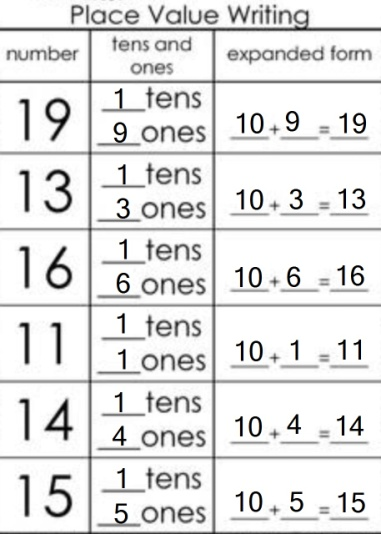 Place Value Writing
number
tens and
ones
expanded form
19
1 tens
9 ones
10 + 9 = 19
13
1 tens
3 ones
10 + 3 = 13
16
1 tens
6 ones
10 + 6 = 16
11
1 tens
1 ones
10 + 1 = 11
14
1 tens
4 ones
10 + 4 = 14
15
1 tens
5 ones
10 + 5 = 15